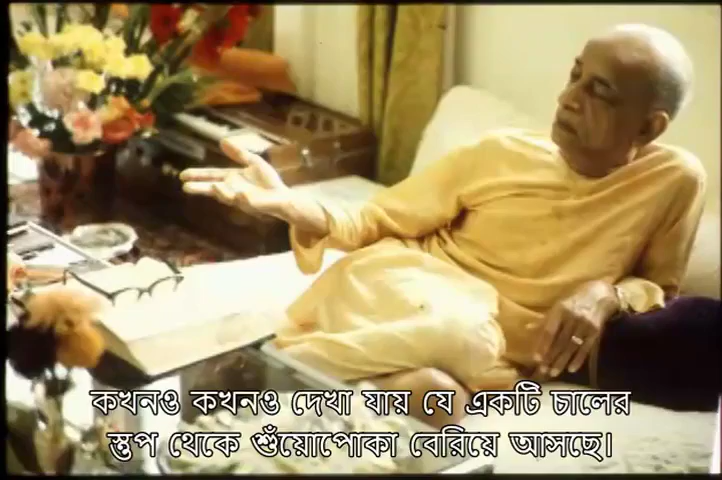 কখনও কখনও দেখা যায় যে একটি চালের
স্তুপ থেকে শুঁয়োপোকা বেরিয়ে আসছে।